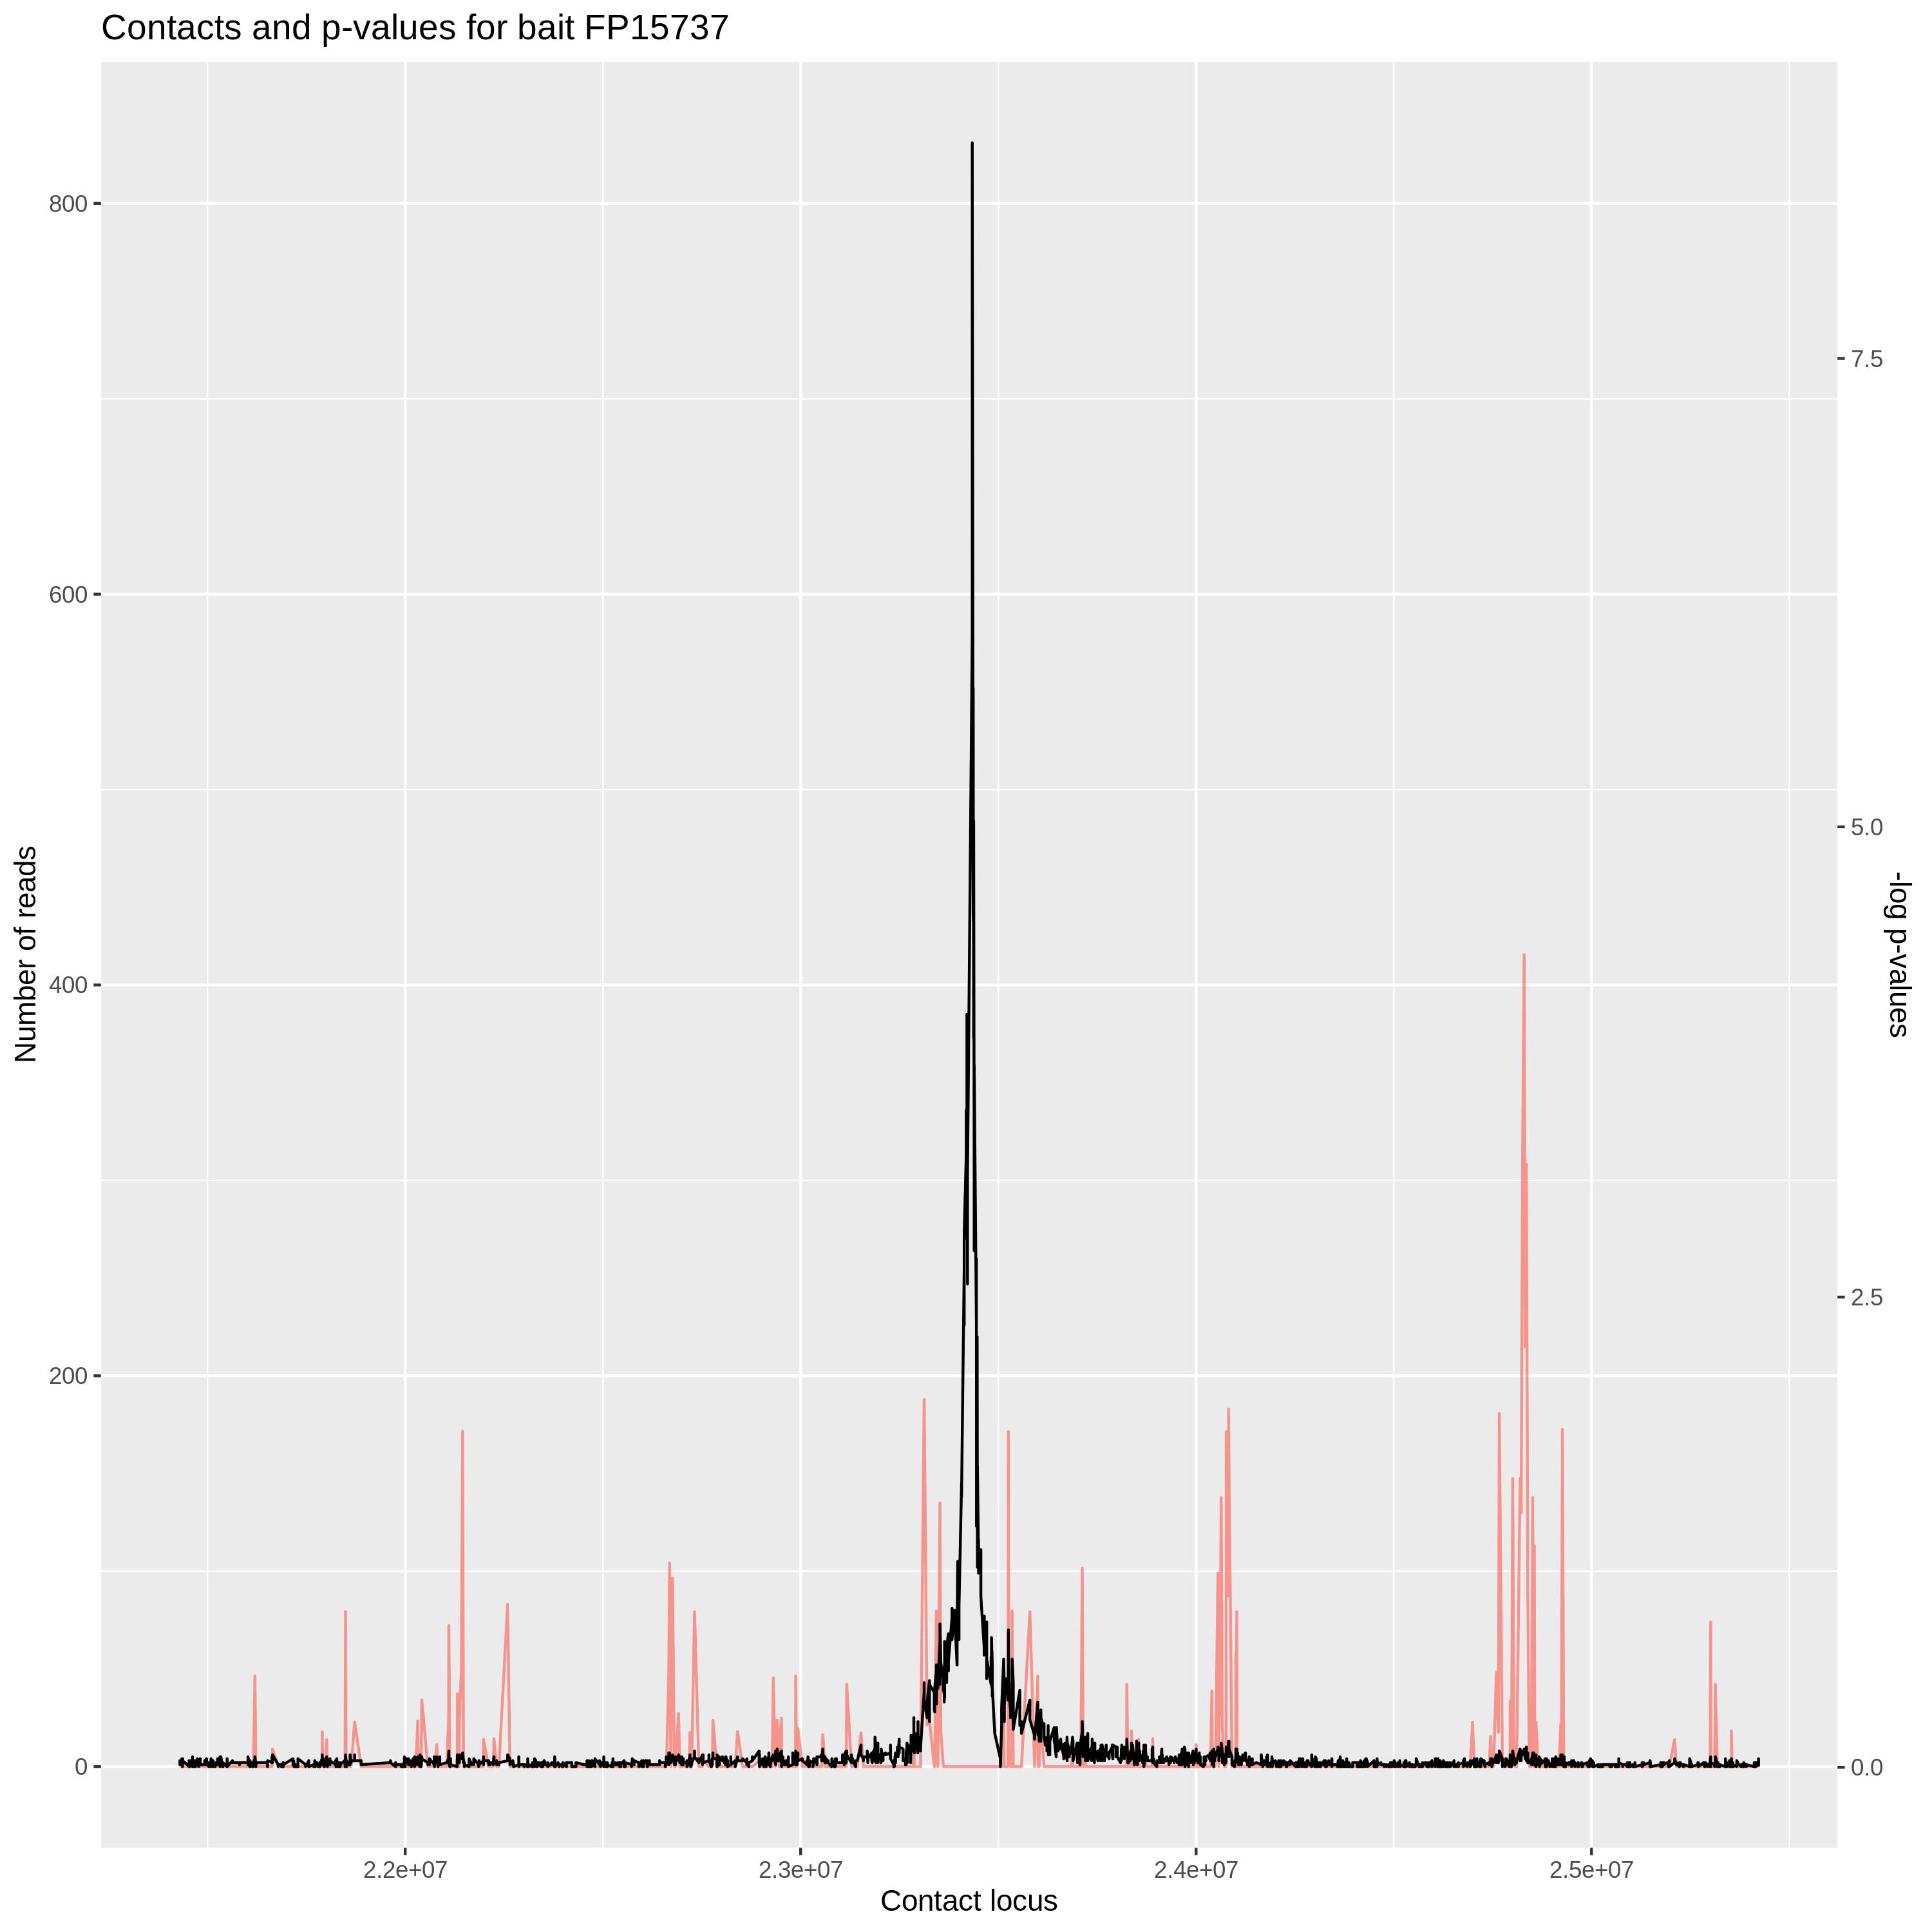 Contacts and p-values for bait FP15737
800
600
400
200
0
Number of reads
7.5
5.0
2.5
0.0
-log p-values
2.2e+07
2.3e+07
2.4e+07
2.5e+07
Contact locus